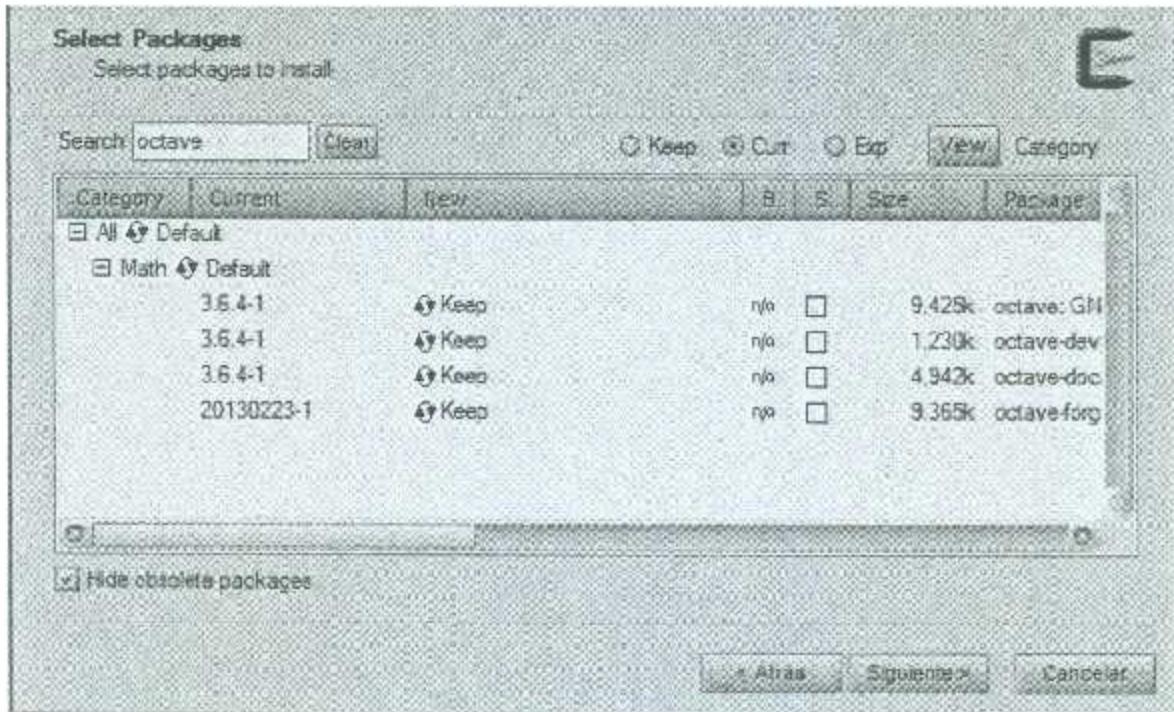 Select Packages
Select packages to install
Search octave Clear Keep Curr Exp View Category
Category Current New B. S. Size Package
All Default
Math Default
3.6.4-1 Keep n/a 9.425k octave: GN
3.6.4-1 Keep n/a 1.230k octave-dev
3.6.4-1 Keep n/a 4.942k octave-doc
20130223-1 Keep n/a 9.365k octave-forg
Hide obsolete packages
< Atrás Siguiente > Cancelar